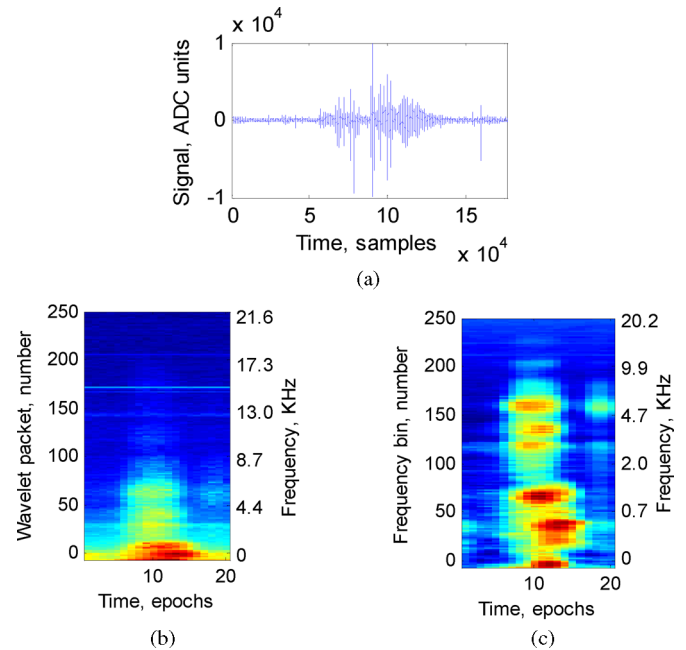 x 10^4
1
0
-1
Signal, ADC units
0 5 10 15
Time, samples x 10^4
(a)
250 21.6
200 17.3
150 13.0
100 8.7
50 4.4
0 0
Wavelet packet, number
Frequency, KHz
10 20
Time, epochs
(b)
250 20.2
200 9.9
150 4.7
100 2.0
50 0.7
0 0
Frequency bin, number
1.2
Frequency, KHz
10 20
Time, epochs
(c)